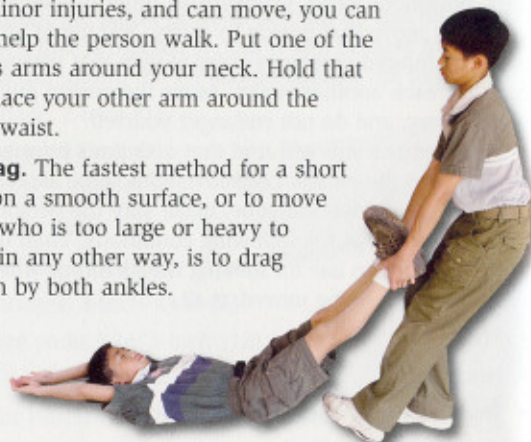 inor injuries, and can move, you can
help the person walk. Put one of the
s arms around your neck. Hold that
lace your other arm around the
waist.
ag. The fastest method for a short
on a smooth surface, or to move
who is too large or heavy to
in any other way, is to drag
n by both ankles.